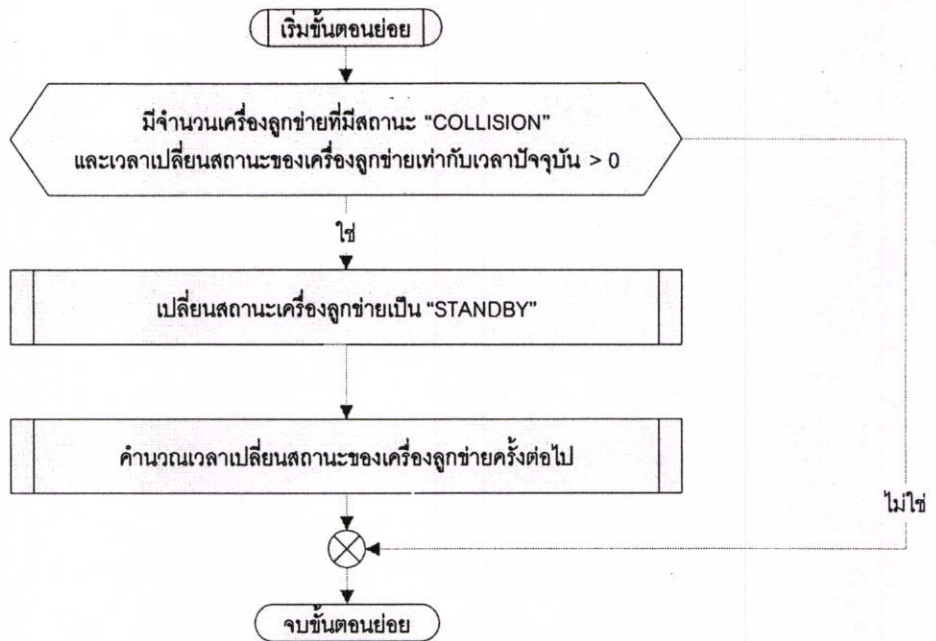 เริ่มขั้นตอนย่อย
มีจำนวนเครื่องลูกข่ายที่มีสถานะ "COLLISION"
และเวลาเปลี่ยนสถานะของเครื่องลูกข่ายเท่ากับเวลาปัจจุบัน > 0
ใช่
เปลี่ยนสถานะเครื่องลูกข่ายเป็น "STANDBY"
คำนวณเวลาเปลี่ยนสถานะของเครื่องลูกข่ายครั้งต่อไป
ไม่ใช่
จบขั้นตอนย่อย